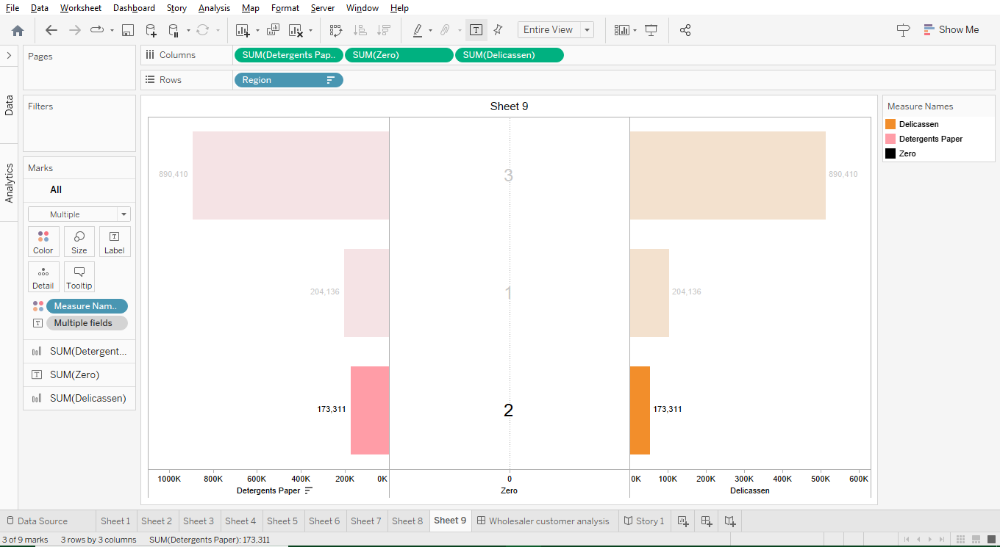 File Data Worksheet Dashboard Story Analysis Map Format Server Window Help
Entire View Show Me
Pages
Columns SUM(Detergents Pap.. SUM(Zero) SUM(Delicassen)
Rows Region
Data
Analytics
Filters
Marks
All
Multiple
Color Size Label
Detail Tooltip
Measure Nam..
Multiple fields
SUM(Detergent...
SUM(Zero)
SUM(Delicassen)
Sheet 9
890,410 3 890,410
204,136 1 204,136
173,311 2 173,311
1000K 800K 600K 400K 200K 0K 0 0K 100K 200K 300K 400K 500K 600K
Detergents Paper Zero Delicassen
Measure Names
Delicassen
Detergents Paper
Zero
Data Source Sheet 1 Sheet 2 Sheet 3 Sheet 4 Sheet 5 Sheet 6 Sheet 7 Sheet 8 Sheet 9 Wholesaler customer analysis Story 1
3 of 9 marks 3 rows by 3 columns SUM(Detergents Paper): 173,311